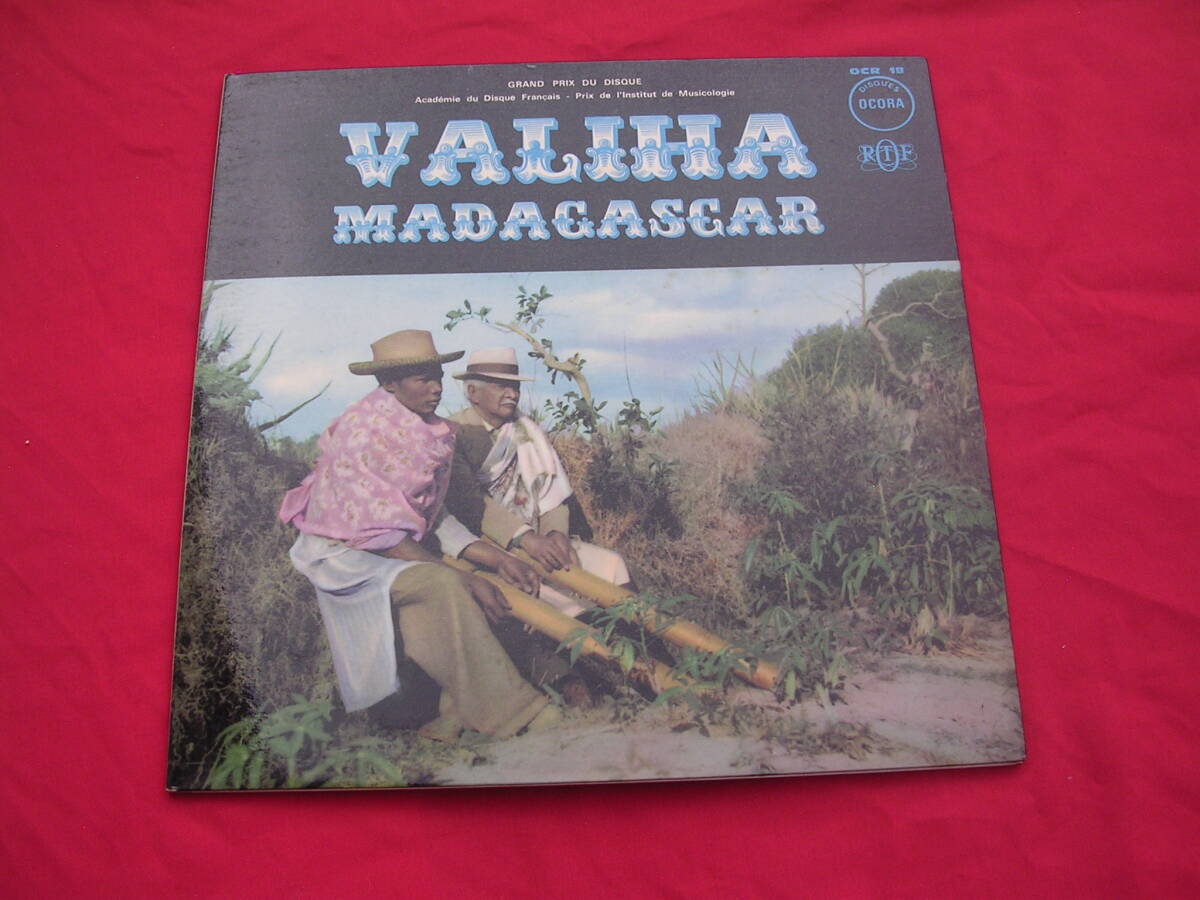 GRAND PRIX DU DISQUE
Académie du Disque Français - Prix de l'Institut de Musicologie
OCR 18
DISQUES
OCORA
RTF
VALIHA
MADAGASCAR